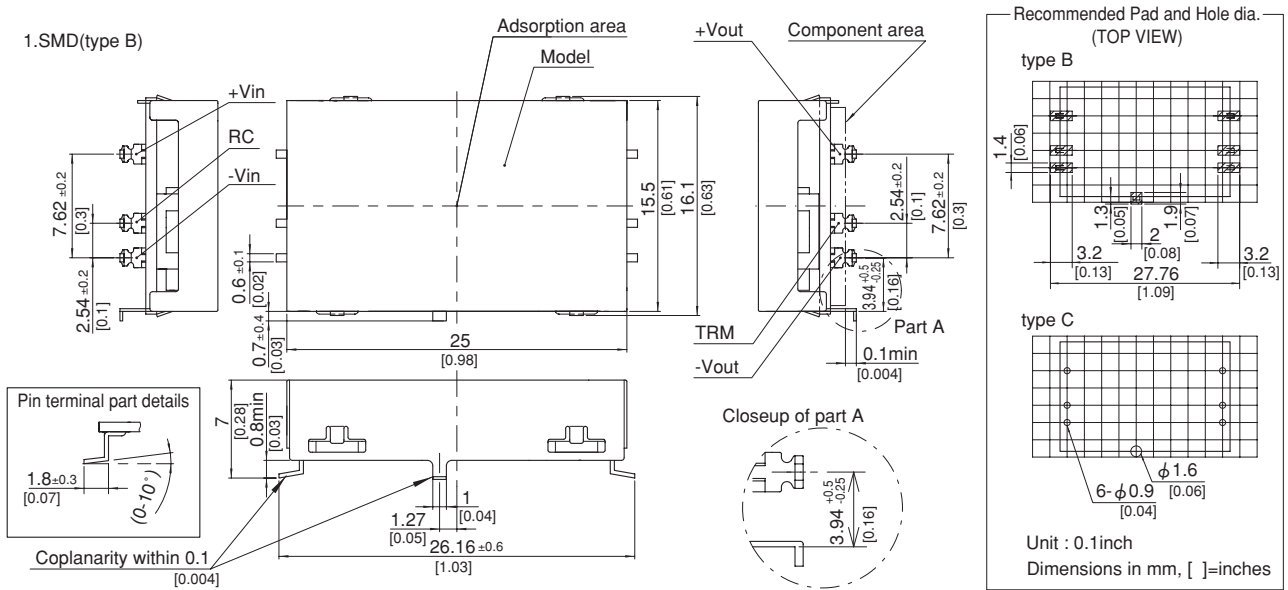 1.SMD(type B)
Adsorption area
Model
+Vin
RC
-Vin
7.62 ±0.2
[0.3]
2.54 ±0.2
[0.1]
0.6 ±0.1
[0.02]
0.7±0.4
[0.03]
25
[0.98]
15.5
[0.61]
16.1
[0.63]
+Vout
Component area
2.54±0.2
[0.1]
7.62±0.2
[0.3]
3.94 +0.5 -0.25
[0.16]
TRM
-Vout
Part A
0.1min
[0.004]
Pin terminal part details
1.8±0.3
[0.07]
(0-10°)
7
[0.28]
0.8min
[0.03]
1
[0.04]
1.27
[0.05]
26.16 ±0.6
[1.03]
Coplanarity within 0.1
[0.004]
Closeup of part A
3.94 +0.5 -0.25
[0.16]
Recommended Pad and Hole dia.
(TOP VIEW)
type B
1.4
[0.06]
1.3
[0.05]
1.9
[0.07]
2
[0.08]
3.2
[0.13]
3.2
[0.13]
27.76
[1.09]
type C
φ1.6
[0.06]
6-φ0.9
[0.04]
Unit : 0.1inch
Dimensions in mm, [ ]=inches